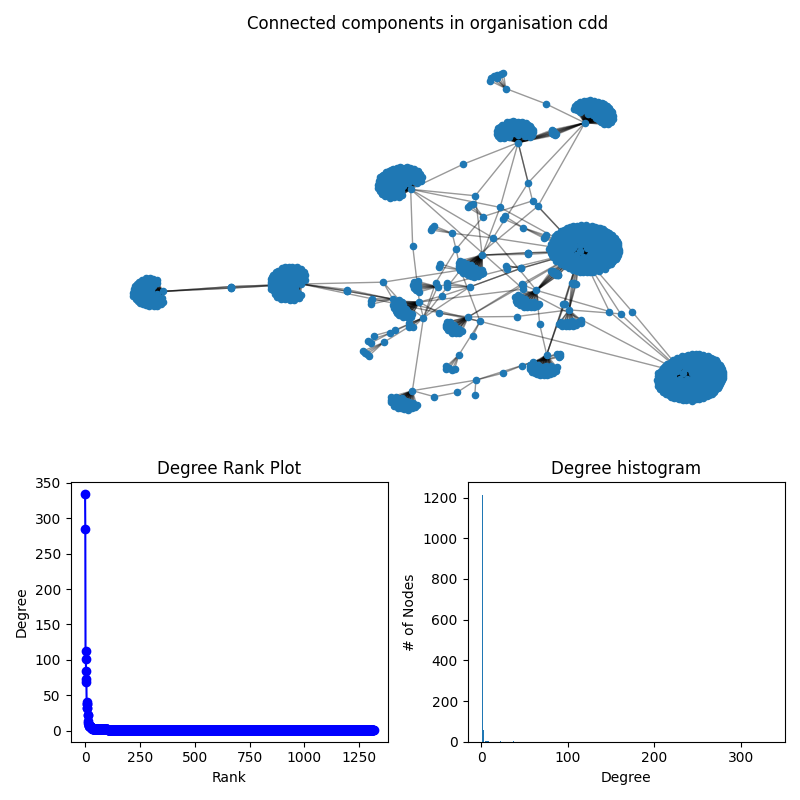 Connected components in organisation cdd
Degree Rank Plot
Degree
350
300
250
200
150
100
50
0
0 250 500 750 1000 1250
Rank
Degree histogram
# of Nodes
1200
1000
800
600
400
200
0
0 100 200 300
Degree